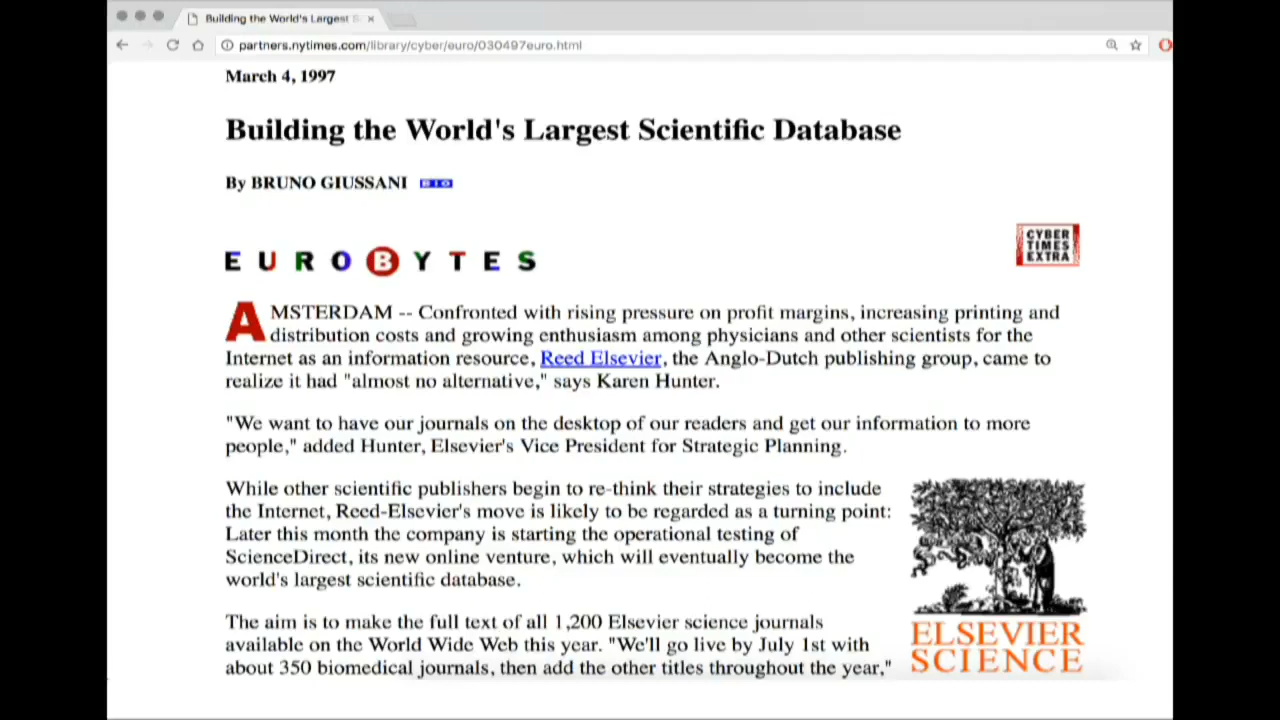 Building the World's Largest S
partners.nytimes.com/library/cyber/euro/030497euro.html
March 4, 1997
Building the World's Largest Scientific Database
By BRUNO GIUSSANI BIO
EUROBYTES
CYBER
TIMES
EXTRA
AMSTERDAM -- Confronted with rising pressure on profit margins, increasing printing and
distribution costs and growing enthusiasm among physicians and other scientists for the
Internet as an information resource, Reed Elsevier, the Anglo-Dutch publishing group, came to
realize it had "almost no alternative," says Karen Hunter.
"We want to have our journals on the desktop of our readers and get our information to more
people," added Hunter, Elsevier's Vice President for Strategic Planning.
While other scientific publishers begin to re-think their strategies to include
the Internet, Reed-Elsevier's move is likely to be regarded as a turning point:
Later this month the company is starting the operational testing of
ScienceDirect, its new online venture, which will eventually become the
world's largest scientific database.
The aim is to make the full text of all 1,200 Elsevier science journals
available on the World Wide Web this year. "We'll go live by July 1st with
about 350 biomedical journals, then add the other titles throughout the year,"
ELSEVIER
SCIENCE